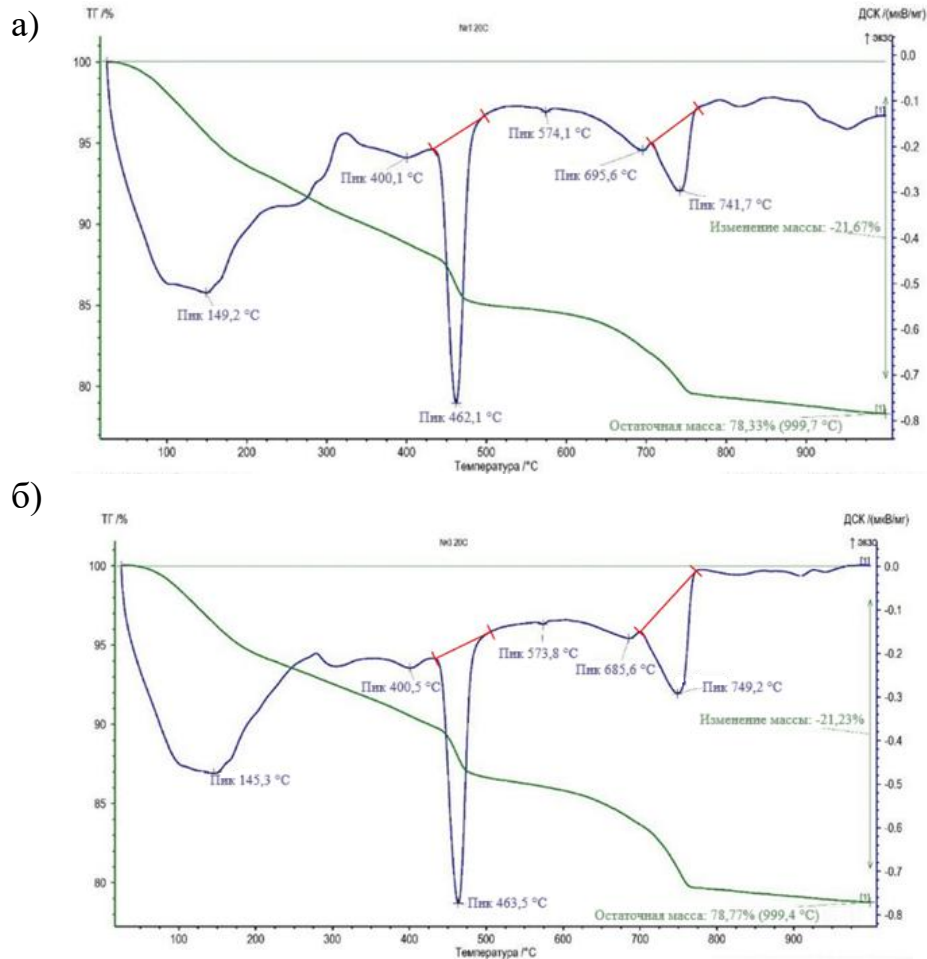 а)
ТГ /%
№1 20С
ДСК /(мкВ/мг)
↑ экзо
100
95
90
85
80
0.0
-0.1
-0.2
-0.3
-0.4
-0.5
-0.6
-0.7
-0.8
[1]
[1]
Пик 149,2 °C
Пик 400,1 °C
Пик 462,1 °C
Пик 574,1 °C
Пик 695,6 °C
Пик 741,7 °C
Изменение массы: -21,67%
Остаточная масса: 78,33% (999,7 °C)
100 200 300 400 500 600 700 800 900
Температура /°C
б)
ТГ /%
№3 20С
ДСК /(мкВ/мг)
↑ экзо
100
95
90
85
80
0.0
-0.1
-0.2
-0.3
-0.4
-0.5
-0.6
-0.7
-0.8
[1]
[1]
Пик 145,3 °C
Пик 400,5 °C
Пик 463,5 °C
Пик 573,8 °C
Пик 685,6 °C
Пик 749,2 °C
Изменение массы: -21,23%
Остаточная масса: 78,77% (999,4 °C)
100 200 300 400 500 600 700 800 900
Температура /°C